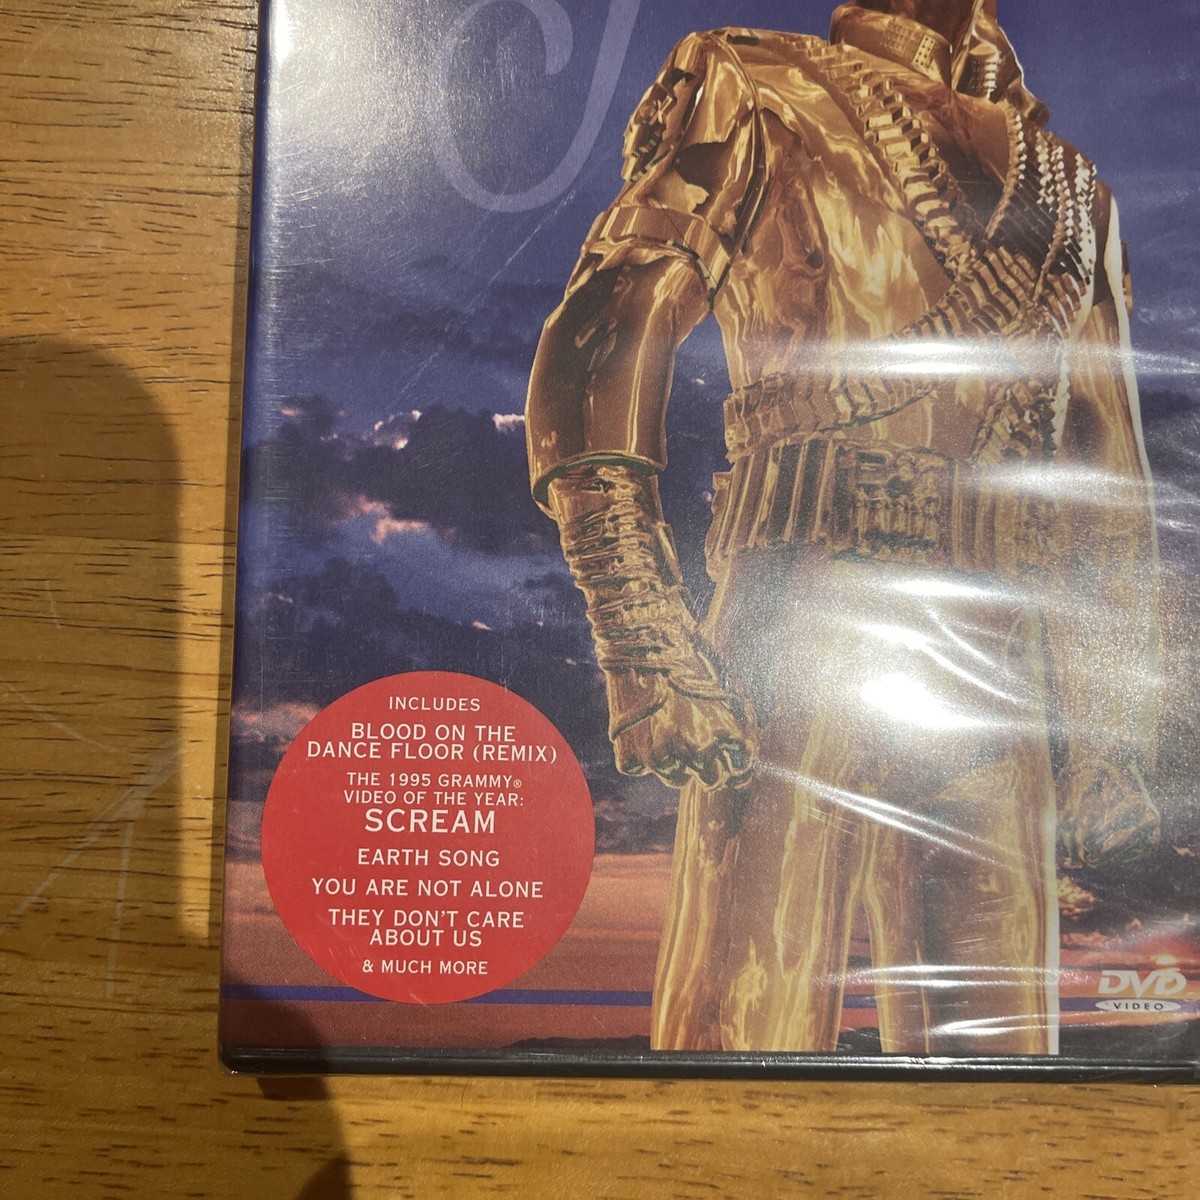 INCLUDES
BLOOD ON THE
DANCE FLOOR (REMIX)
THE 1995 GRAMMY®
VIDEO OF THE YEAR:
SCREAM
EARTH SONG
YOU ARE NOT ALONE
THEY DON'T CARE
ABOUT US
& MUCH MORE
DVD
VIDEO